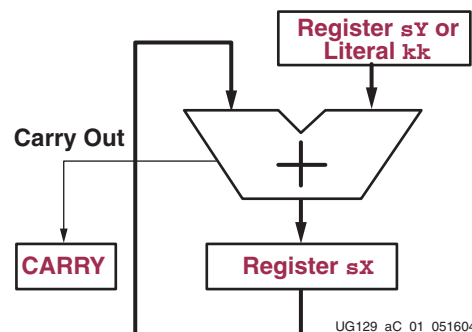 Register sY or
Literal kk
Carry Out
CARRY
Register sX
UG129_aC_01_051604